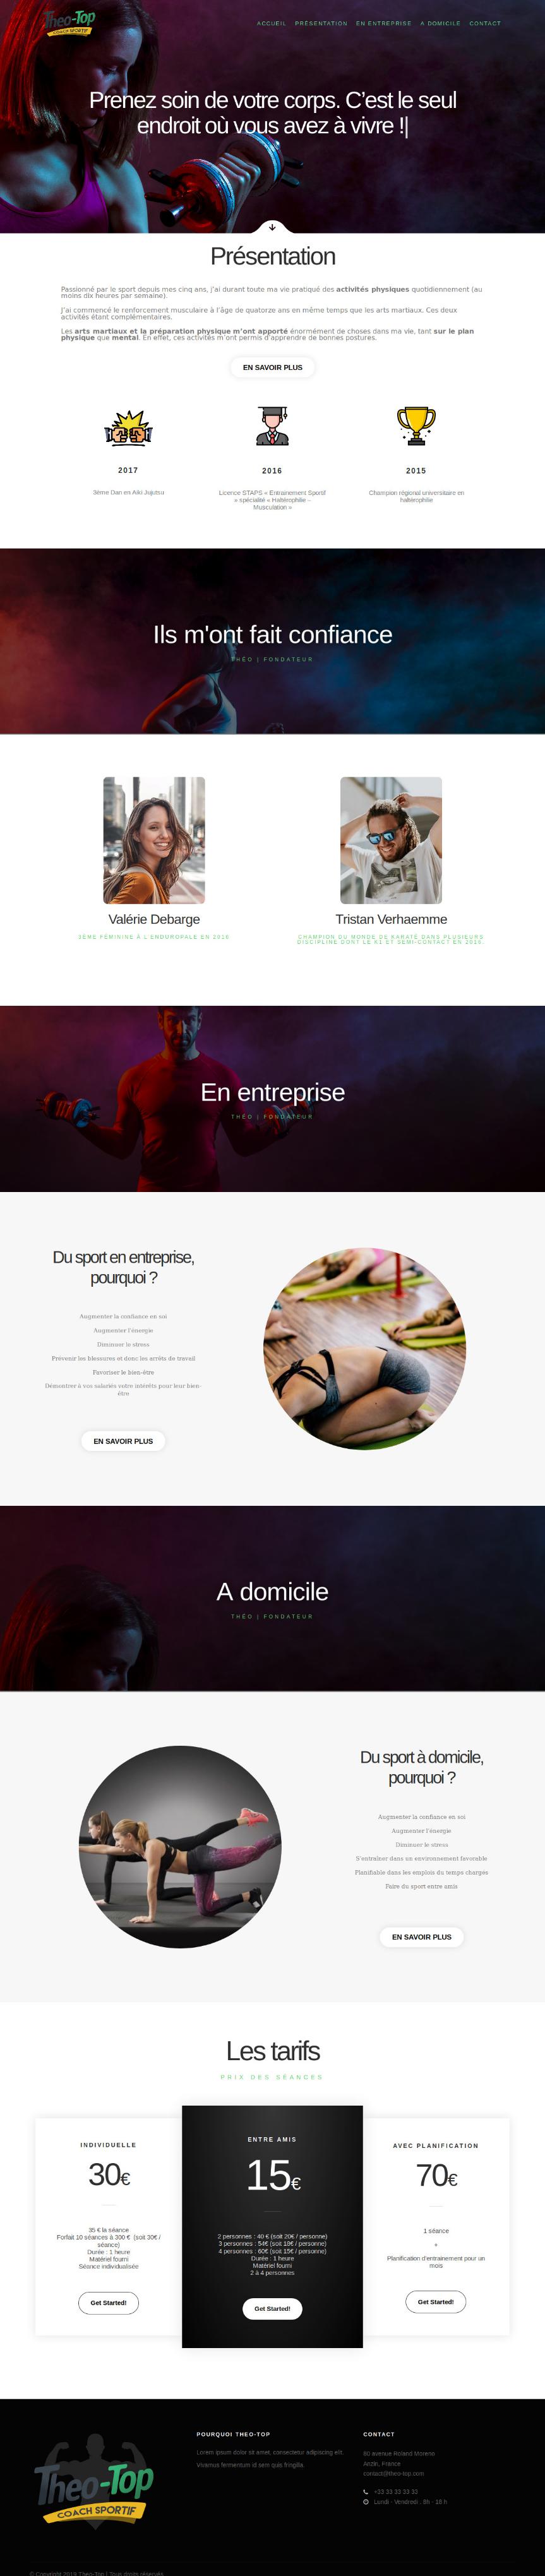 Theo-Top
COACH SPORTIF
ACCUEIL PRÉSENTATION EN ENTREPRISE A DOMICILE CONTACT
Prenez soin de votre corps. C’est le seul
endroit où vous avez à vivre !|
Présentation
Passionné par le sport depuis mes cinq ans, j’ai durant toute ma vie pratiqué des activités physiques quotidiennement (au
moins dix heures par semaine).
J’ai commencé le renforcement musculaire à l’âge de quatorze ans en même temps que les arts martiaux. Ces deux
activités étant complémentaires.
Les arts martiaux et la préparation physique m’ont apporté énormément de choses dans ma vie, tant sur le plan
physique que mental. En effet, ces activités m’ont permis d’apprendre de bonnes postures.
EN SAVOIR PLUS
2017
3ème Dan en Aiki Jujutsu
2016
Licence STAPS « Entrainement Sportif
» spécialité « Haltérophilie –
Musculation »
2015
Champion régional universitaire en
haltérophilie
Ils m'ont fait confiance
THÉO | FONDATEUR
Valérie Debarge
3ÈME FÉMININE À L'ENDUROPALE EN 2016
Tristan Verhaemme
CHAMPION DU MONDE DE KARATÉ DANS PLUSIEURS
DISCIPLINE DONT LE K1 ET SEMI-CONTACT EN 2015.
En entreprise
THÉO | FONDATEUR
Du sport en entreprise,
pourquoi ?
Augmenter la confiance en soi
Augmenter l’énergie
Diminuer le stress
Prévenir les blessures et donc les arrêts de travail
Favoriser le bien-être
Démontrer à vos salariés votre intérêts pour leur bien-
être
EN SAVOIR PLUS
A domicile
THÉO | FONDATEUR
Du sport à domicile,
pourquoi ?
Augmenter la confiance en soi
Augmenter l’énergie
Diminuer le stress
S’entraîner dans un environnement favorable
Planifiable dans les emplois du temps chargés
Faire du sport entre amis
EN SAVOIR PLUS
Les tarifs
PRIX DES SÉANCES
INDIVIDUELLE
30€
35 € la séance
Forfait 10 séances à 300 € (soit 30€ /
séance)
Durée : 1 heure
Matériel fourni
Séance individualisée
Get Started!
ENTRE AMIS
15€
2 personnes : 40 € (soit 20€ / personne)
3 personnes : 54€ (soit 18€ / personne)
4 personnes : 60€ (soit 15€ / personne)
Durée : 1 heure
Matériel fourni
2 à 4 personnes
Get Started!
AVEC PLANIFICATION
70€
1 séance
+
Planification d'entrainement pour un
mois
Get Started!
Theo-Top
COACH SPORTIF
POURQUOI THEO-TOP
Lorem ipsum dolor sit amet, consectetur adipiscing elit.
Vivamus fermentum id sem quis fringilla.
CONTACT
80 avenue Roland Moreno
Anzin, France
contact@theo-top.com
+33 33 33 33 33
Lundi - Vendredi : 8h - 18 h
© Copyright 2019 Theo-Top | Tous droits réservés